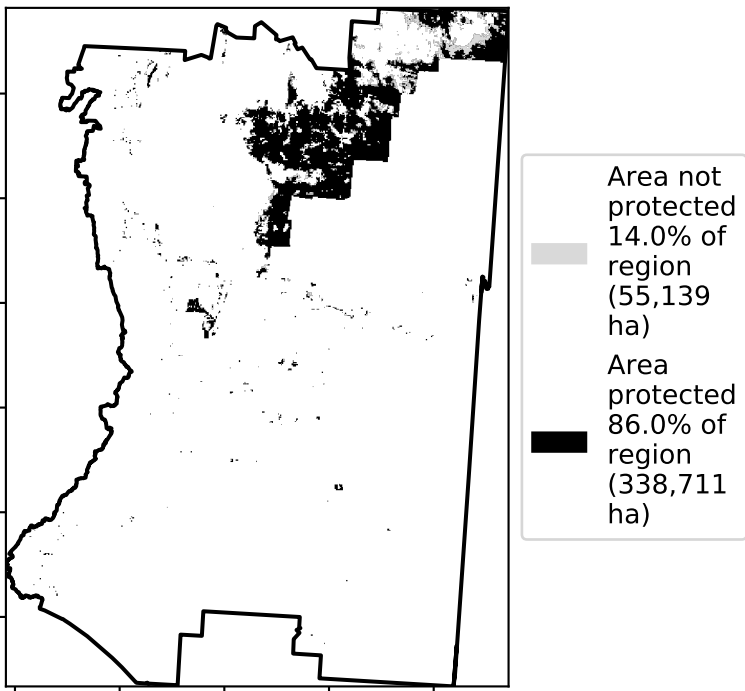 Area not
protected
14.0% of
region
(55,139
ha)
Area
protected
86.0% of
region
(338,711
ha)